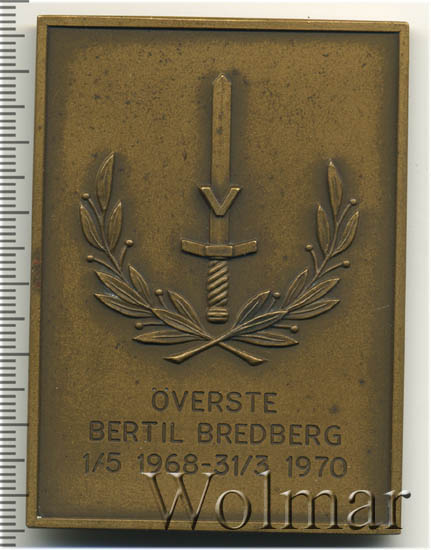 V
ÖVERSTE
BERTIL BREDBERG
1/5 1968-31/3 1970
Wolmar